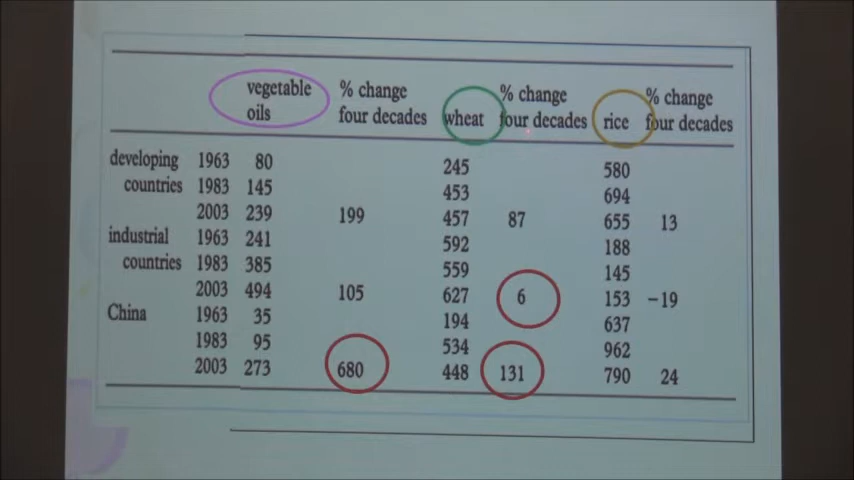 vegetable oils % change four decades wheat % change four decades rice % change four decades
developing countries 1963 80 245 580
1983 145 453 694
2003 239 199 457 87 655 13
industrial countries 1963 241 592 188
1983 385 559 145
2003 494 105 627 6 153 −19
China 1963 35 194 637
1983 95 534 962
2003 273 680 448 131 790 24